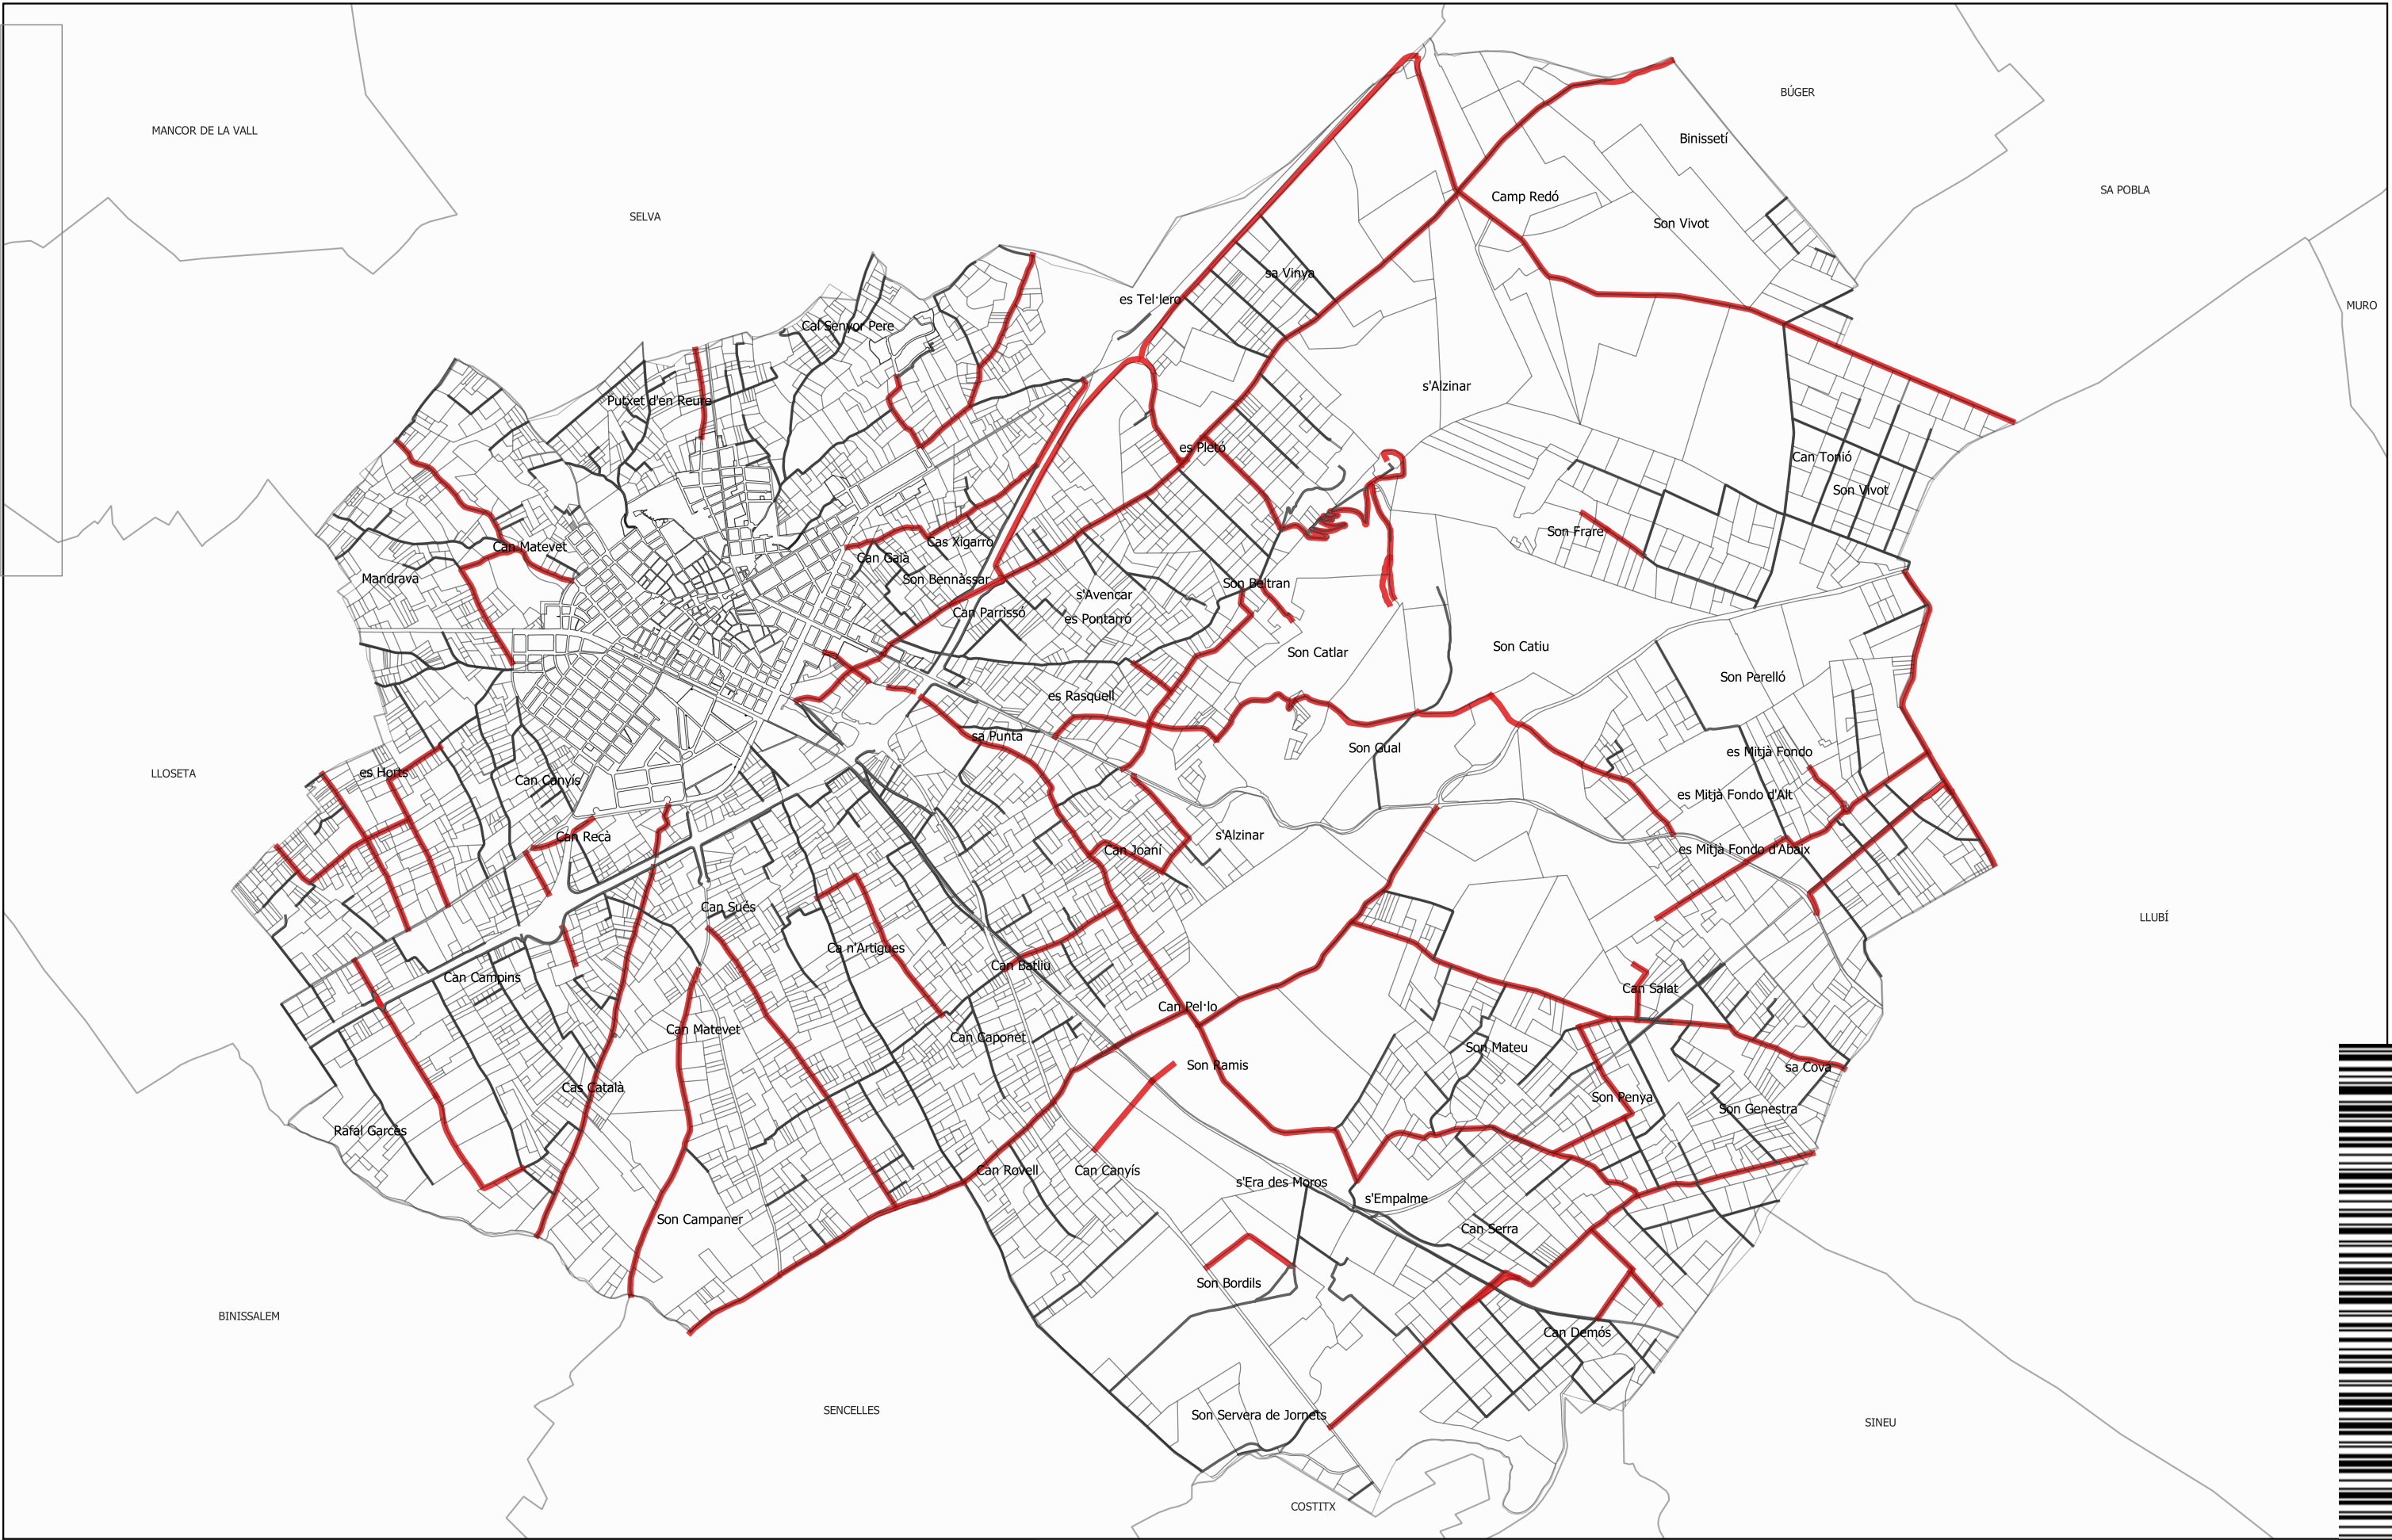 BÚGER
MANCOR DE LA VALL
Binissetí
SA POBLA
Camp Redó
SELVA
Son Vivot
sa Vinya
es Tel·lero
MURO
Cal Senyor Pere
s'Alzinar
Putxet d'en Reure
es Pletó
Can Tonió
Son Vivot
Son Frare
Cas Xigarró
Can Matevet
Can Gaià
Mandrava
Son Bennàssar
Son Beltran
s'Avencar
Can Parrissó
es Pontarró
Son Catiu
Son Catlar
Son Perelló
es Rasquell
sa Punta
Son Gual
es Mitjà Fondo
LLOSETA
es Horts
Can Canyís
es Mitjà Fondo d'Alt
Can Recà
s'Alzinar
Can Joani
es Mitjà Fondo d'Abaix
Can Sués
LLUBÍ
Ca n'Artigues
Can Batliu
Can Campins
Can Salat
Can Pel·lo
Can Matevet
Can Caponet
Son Mateu
Son Ramis
sa Cova
Cas Català
Son Penya
Son Genestra
Rafal Garcès
Can Rovell
Can Canyís
s'Era des Moros
s'Empalme
Son Campaner
Can Serra
Son Bordils
BINISSALEM
Can Demós
SENCELLES
Son Servera de Jornets
SINEU
COSTITX